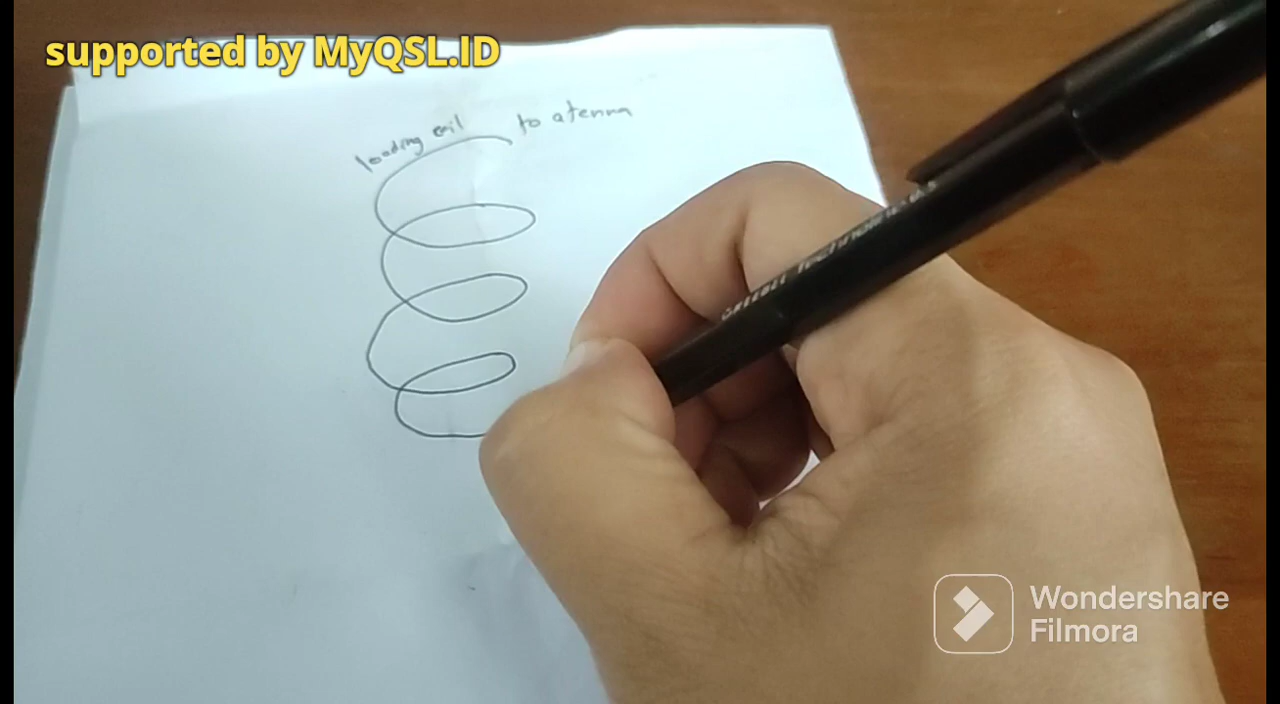 supported by MyQSL.ID
loading coil
to atenna
Wondershare
Filmora